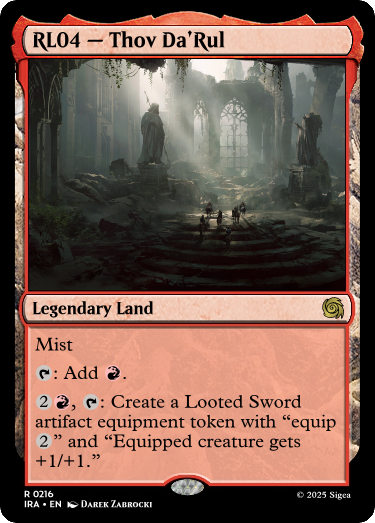 RL04 — Thov Da'Rul
Legendary Land
Mist
T: Add R.
2 R, T: Create a Looted Sword
artifact equipment token with “equip
2” and “Equipped creature gets
+1/+1.”
R 0216
IRA • EN Darek Zabrocki
© 2025 Sigea